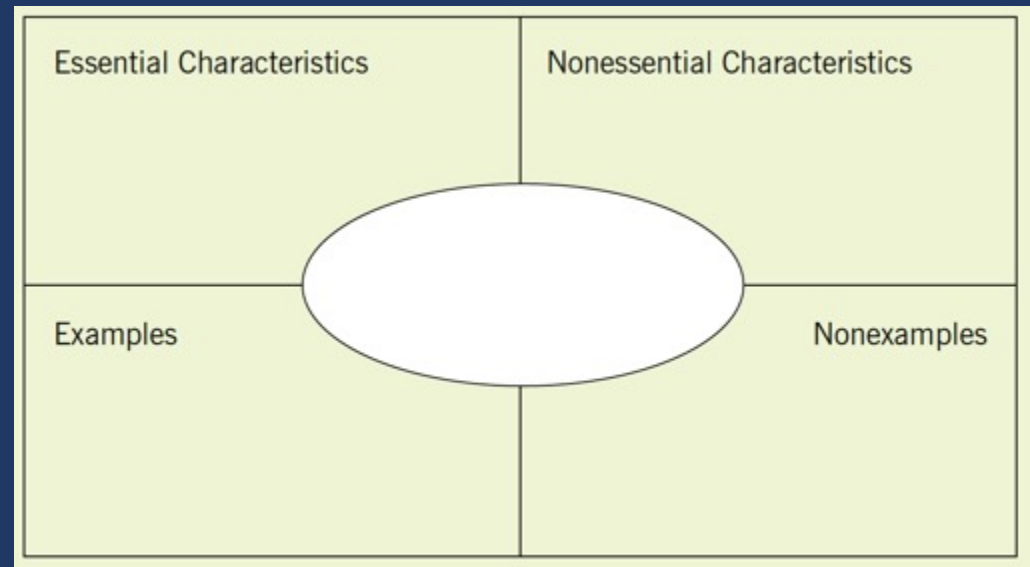 Essential Characteristics
Nonessential Characteristics
Examples
Nonexamples